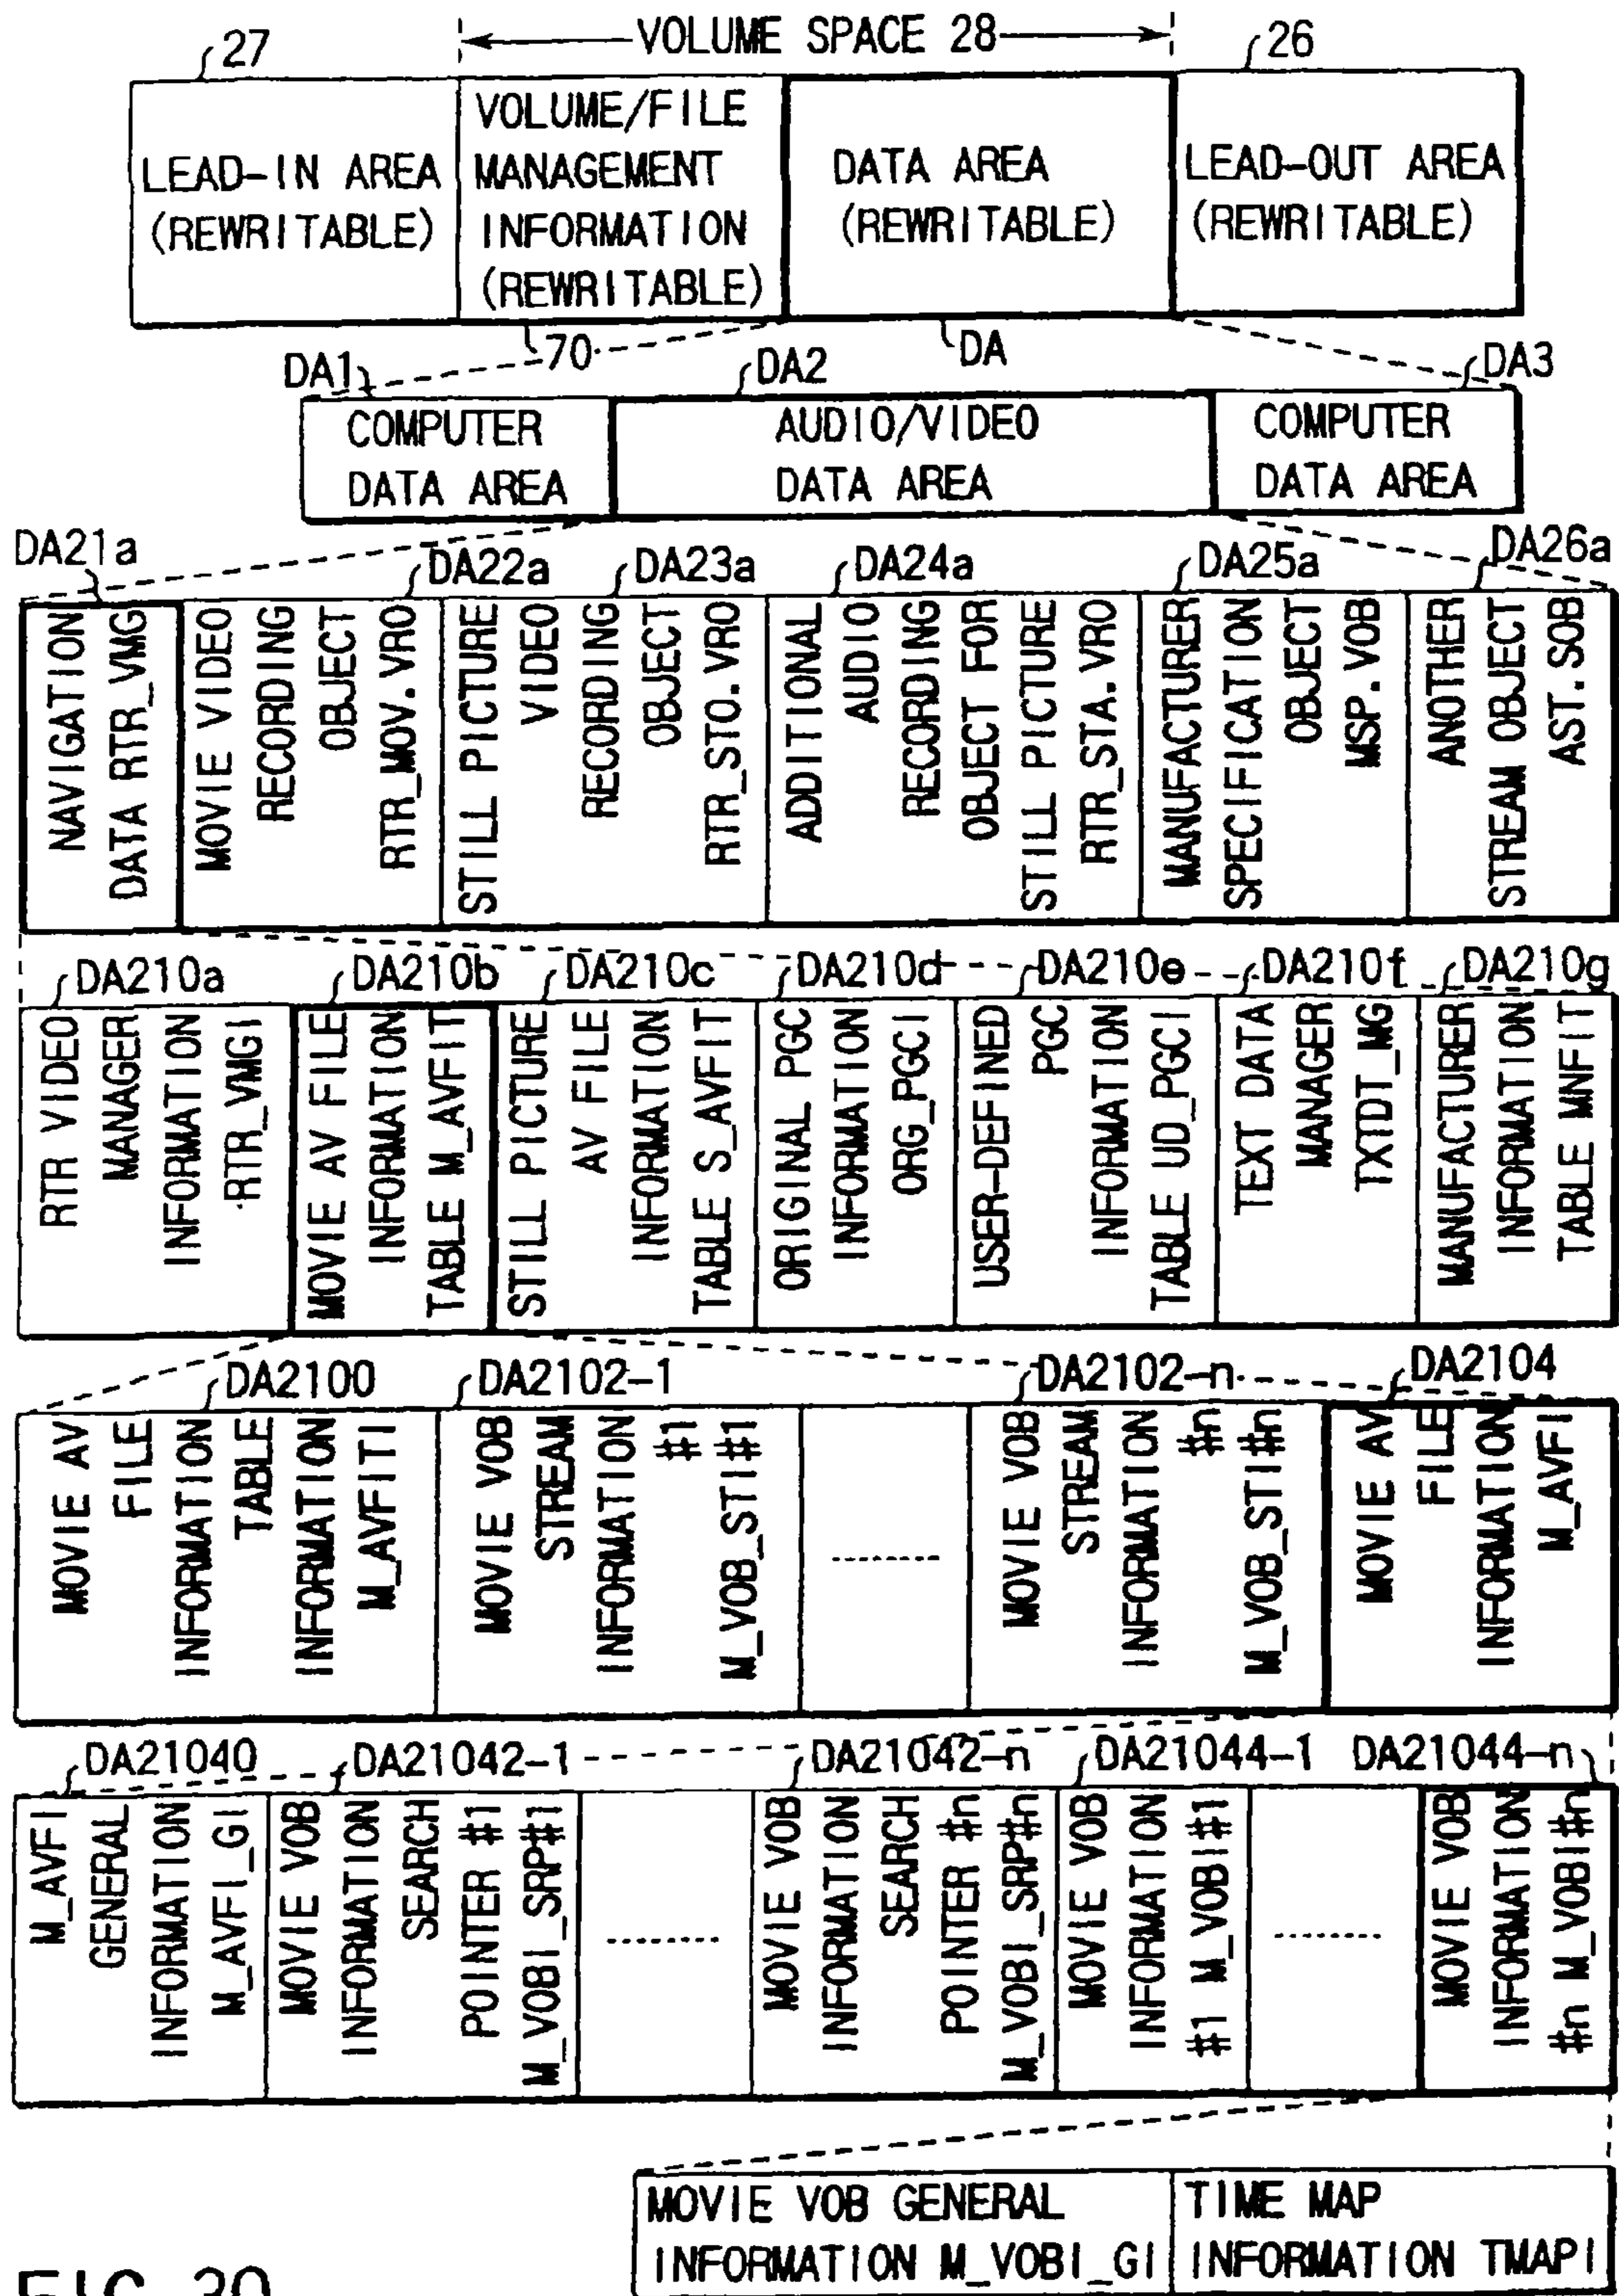 27
VOLUME SPACE 28
26
LEAD-IN AREA
(REWRITABLE)
VOLUME/FILE
MANAGEMENT
INFORMATION
(REWRITABLE)
DATA AREA
(REWRITABLE)
LEAD-OUT AREA
(REWRITABLE)
70
DA
DA1
DA2
DA3
COMPUTER
DATA AREA
AUDIO/VIDEO
DATA AREA
COMPUTER
DATA AREA
DA21a
DA22a
DA23a
DA24a
DA25a
DA26a
NAVIGATION
DATA RTR_VMG
MOVIE VIDEO
RECORDING
OBJECT
RTR_MOV.VRO
STILL PICTURE
VIDEO
RECORDING
OBJECT
RTR_STO.VRO
ADDITIONAL
AUDIO
RECORDING
OBJECT FOR
STILL PICTURE
RTR_STA.VRO
MANUFACTURER
SPECIFICATION
OBJECT
MSP.VOB
ANOTHER
STREAM OBJECT
AST.SOB
DA210a
DA210b
DA210c
DA210d
DA210e
DA210f
DA210g
RTR VIDEO
MANAGER
INFORMATION
RTR_VMGI
MOVIE AV FILE
INFORMATION
TABLE M_AVFIT
STILL PICTURE
AV FILE
INFORMATION
TABLE S_AVFIT
ORIGINAL PGC
INFORMATION
ORG_PGCI
USER-DEFINED
PGC
INFORMATION
TABLE UD_PGCI
TEXT DATA
MANAGER
TXTDT_MG
MANUFACTURER
INFORMATION
TABLE MNFIT
DA2100
DA2102-1
DA2102-n
DA2104
MOVIE AV
FILE
INFORMATION
TABLE
INFORMATION
M_AVFITI
MOVIE VOB
STREAM
INFORMATION
#1
M_VOB_STI#1
MOVIE VOB
STREAM
INFORMATION
#n
M_VOB_STI#n
MOVIE AV
FILE
INFORMATION
M_AVFI
DA21040
DA21042-1
DA21042-n
DA21044-1
DA21044-n
M_AVFI
GENERAL
INFORMATION
M_AVFI_GI
MOVIE VOB
INFORMATION
SEARCH
POINTER #1
M_VOBI_SRP#1
MOVIE VOB
INFORMATION
SEARCH
POINTER #n
M_VOBI_SRP#n
MOVIE VOB
INFORMATION
#1 M_VOBI#1
MOVIE VOB
INFORMATION
#n M_VOBI#n
MOVIE VOB GENERAL
INFORMATION M_VOBI_GI
TIME MAP
INFORMATION TMAPI